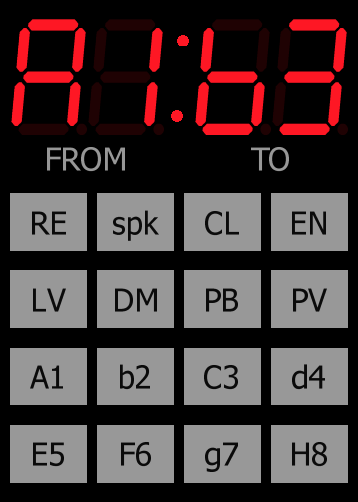 A1:b3
FROM TO
RE spk CL EN
LV DM PB PV
A1 b2 C3 d4
E5 F6 g7 H8